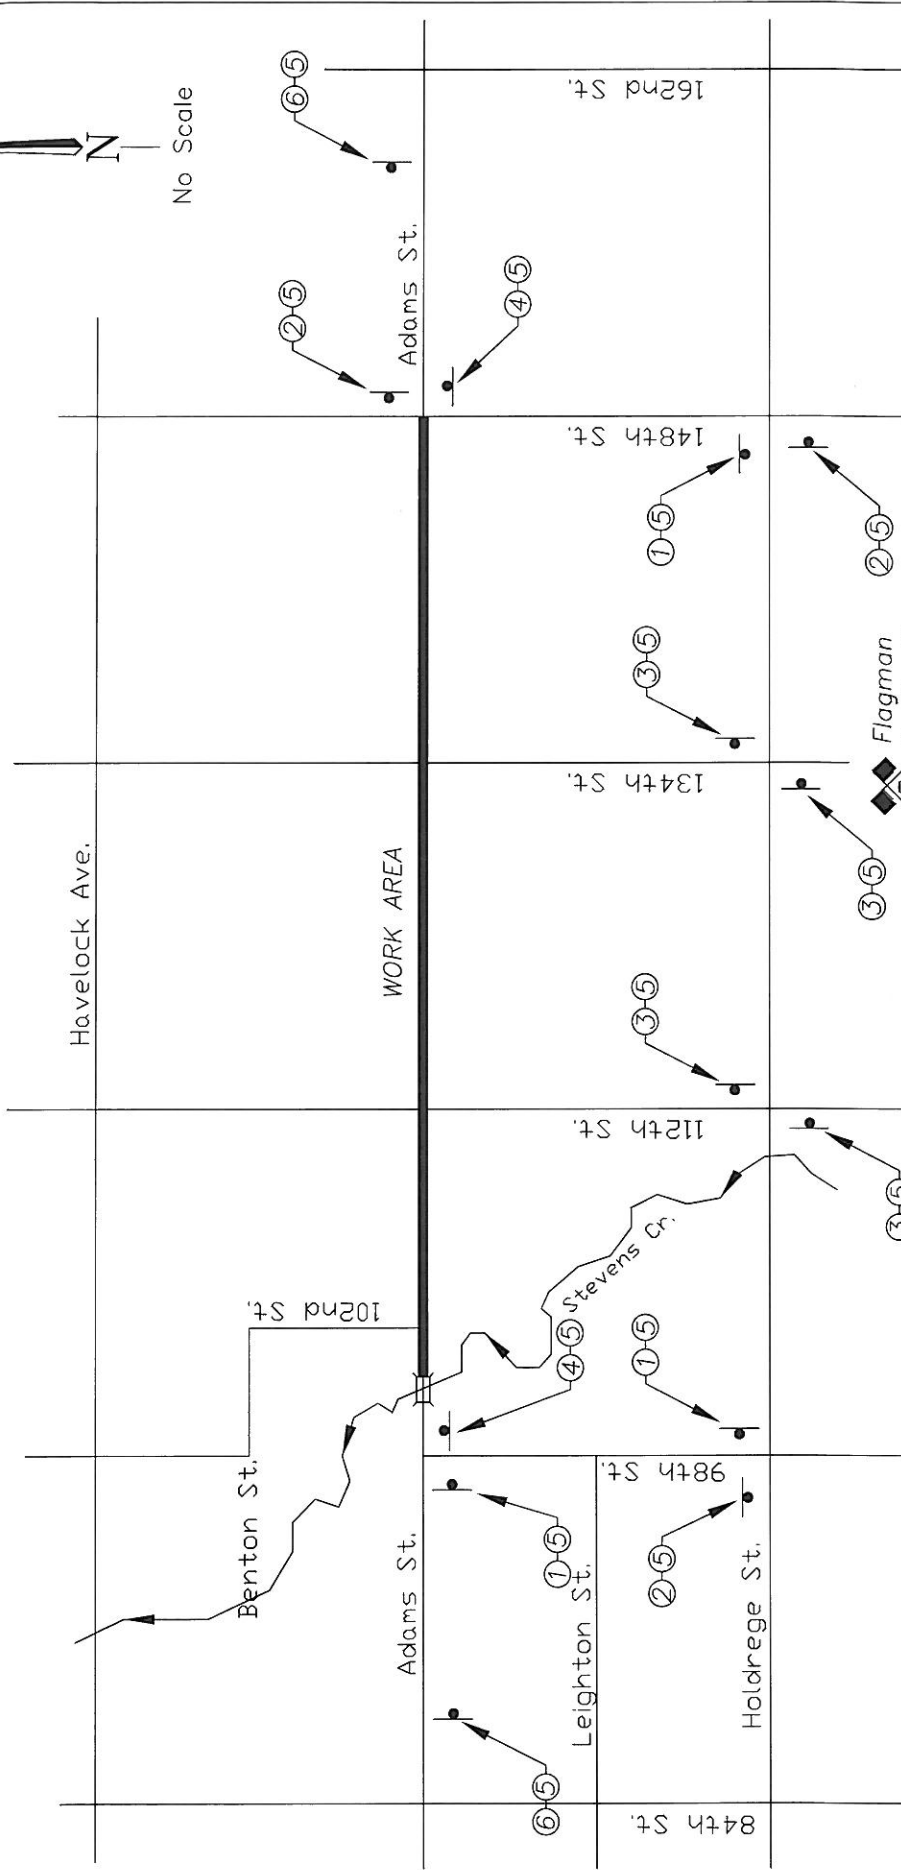 Havelock Ave.
N
No Scale
Benton St.
102nd St.
② ⑤
⑥ ⑤
Adams St.
WORK AREA
Adams St.
⑥ ⑤
① ⑤
④ ⑤
④ ⑤
Stevens Cr.
Leighton St.
84th St.
98th St.
112th St.
134th St.
148th St.
162nd St.
② ⑤
① ⑤
③ ⑤
③ ⑤
① ⑤
Holdrege St.
③ ⑤
③ ⑤
Flagman
② ⑤